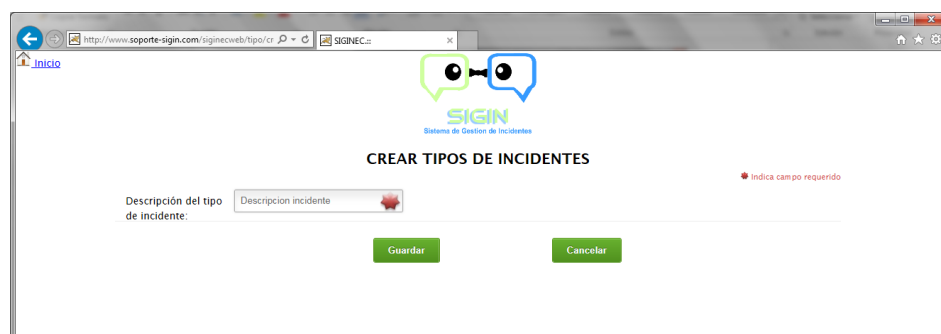 http://www.soporte-sigin.com/siginecweb/tipo/cr
SIGINEC.::
Inicio
SIGIN
Sistema de Gestion de Incidentes
CREAR TIPOS DE INCIDENTES
Indica campo requerido
Descripción del tipo
de incidente:
Descripcion incidente
Guardar
Cancelar